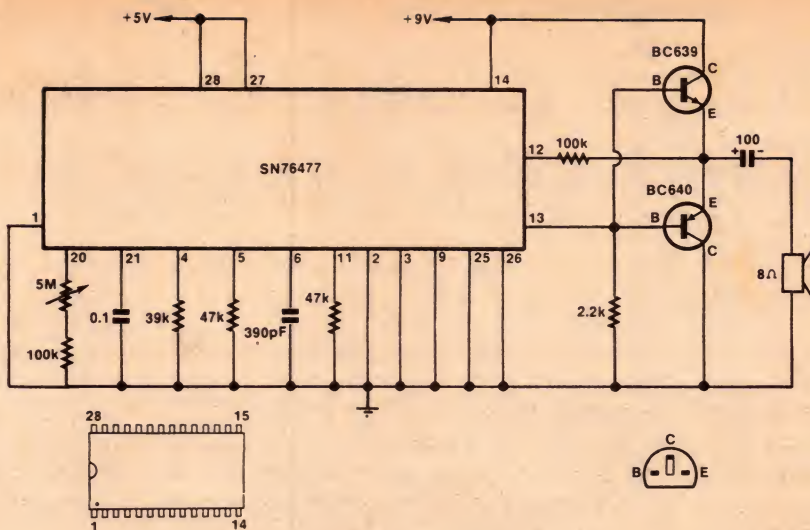 +5V
+9V
BC639
28
27
14
C
B
E
12
100k
100
+
-
SN76477
BC640
1
13
E
B
C
20
21
4
5
6
11
2
3
9
25
26
5M
0.1
39k
47k
390pF
47k
2.2k
8Ω
100k
28
15
1
14
C
B
E